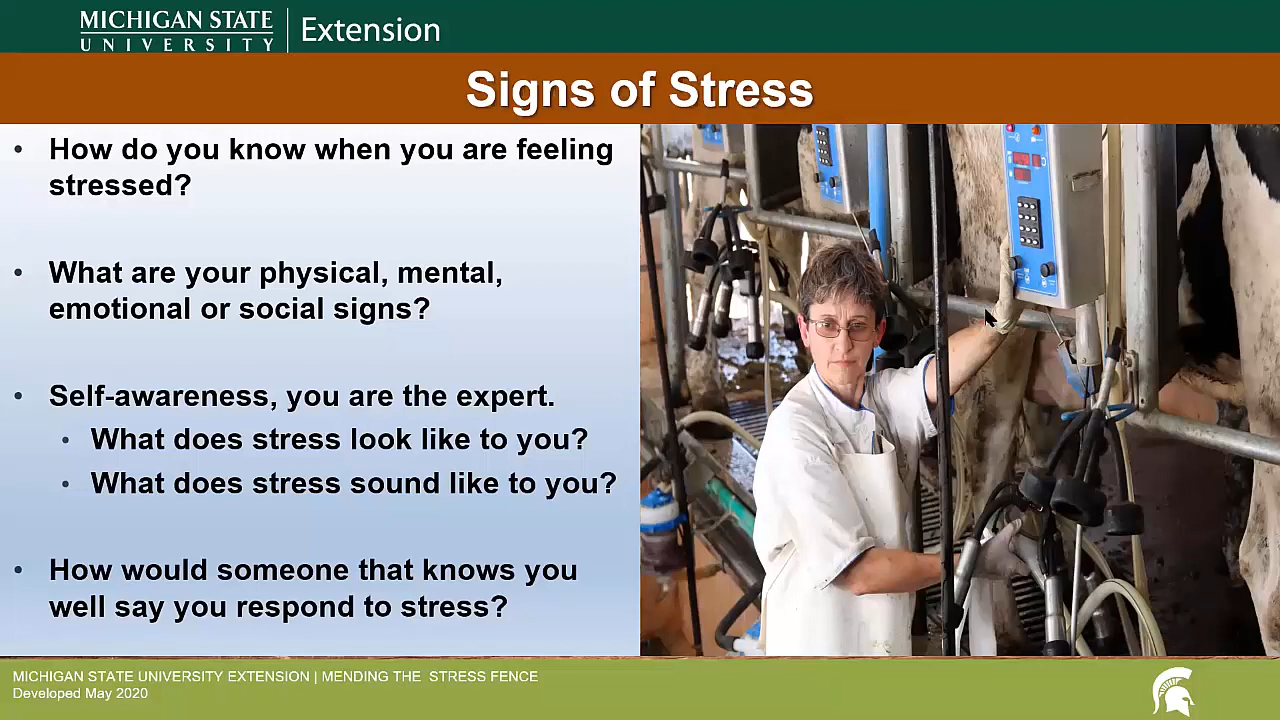 MICHIGAN STATE
UNIVERSITY
Extension
Signs of Stress
• How do you know when you are feeling
stressed?
• What are your physical, mental,
emotional or social signs?
• Self-awareness, you are the expert.
• What does stress look like to you?
• What does stress sound like to you?
• How would someone that knows you
well say you respond to stress?
MICHIGAN STATE UNIVERSITY EXTENSION | MENDING THE STRESS FENCE
Developed May 2020